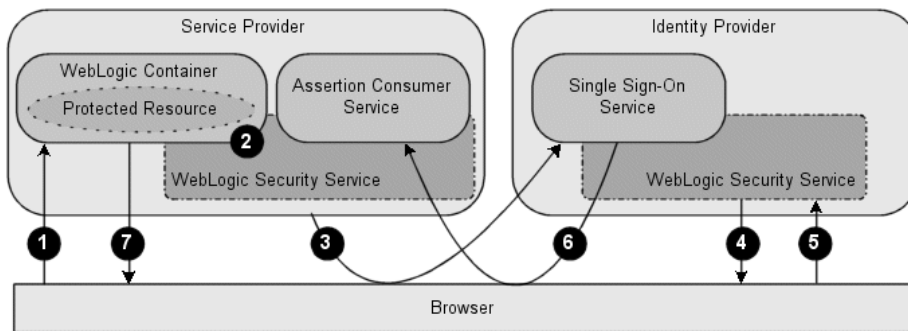 Service Provider
Identity Provider
WebLogic Container
Protected Resource
Assertion Consumer
Service
Single Sign-On
Service
2
WebLogic Security Service
WebLogic Security Service
1
7
3
6
4
5
Browser